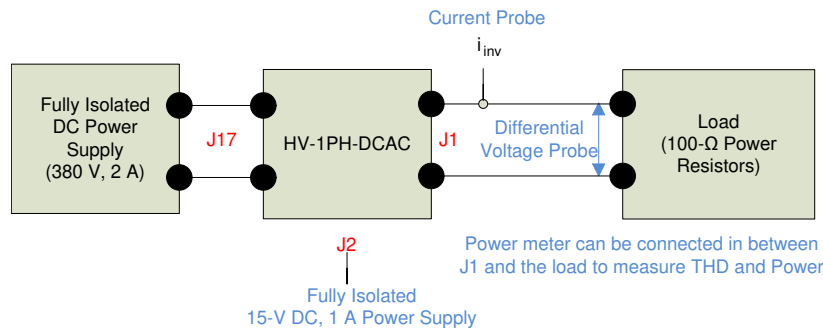 Current Probe
i inv
Fully Isolated
DC Power
Supply
(380 V, 2 A)
J17
HV-1PH-DCAC
J1
Differential
Voltage Probe
Load
(100-Ω Power
Resistors)
J2
Fully Isolated
15-V DC, 1 A Power Supply
Power meter can be connected in between
J1 and the load to measure THD and Power